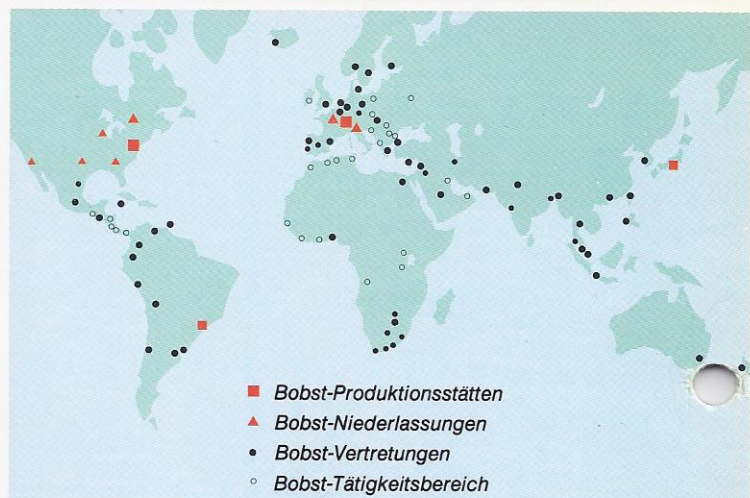 Bobst-Produktionsstätten
Bobst-Niederlassungen
Bobst-Vertretungen
Bobst-Tätigkeitsbereich